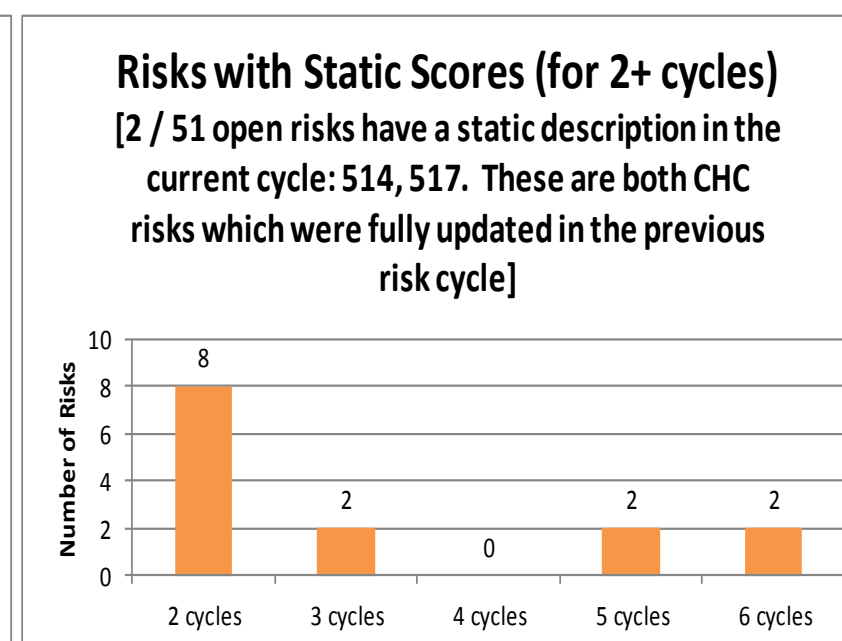 Risks with Static Scores (for 2+ cycles)
[2 / 51 open risks have a static description in the
current cycle: 514, 517. These are both CHC
risks which were fully updated in the previous
risk cycle]
10
8
6
4
2
0
Number of Risks
8
2
0
2
2
2 cycles
3 cycles
4 cycles
5 cycles
6 cycles